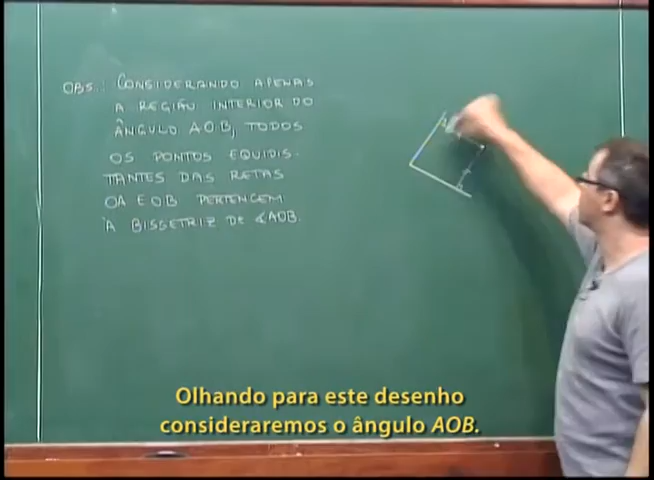 OBS.: CONSIDERANDO APENAS
A REGIÃO INTERIOR DO
ÂNGULO AOB, TODOS
OS PONTOS EQUIDIS-
TANTES DAS RETAS
OA E OB PERTENCEM
À BISSETRIZ DE ∢AOB.
Olhando para este desenho
consideraremos o ângulo AOB.